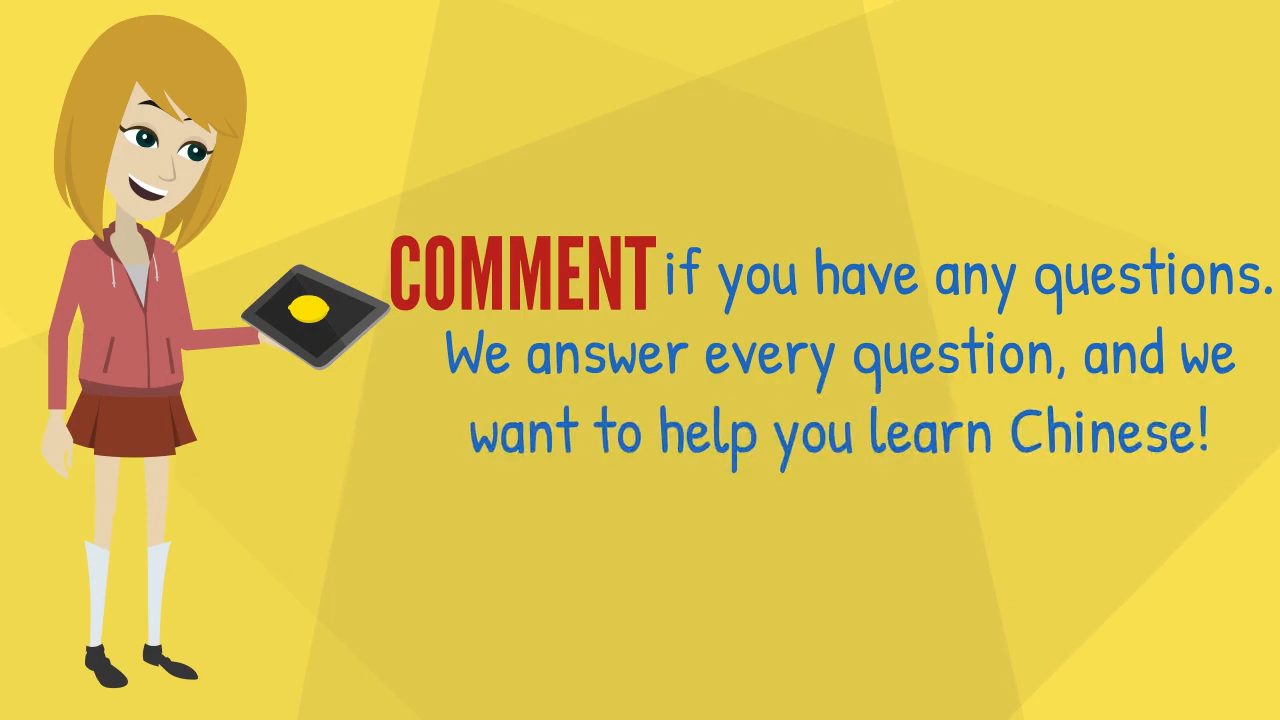 COMMENT if you have any questions.
We answer every question, and we
want to help you learn Chinese!